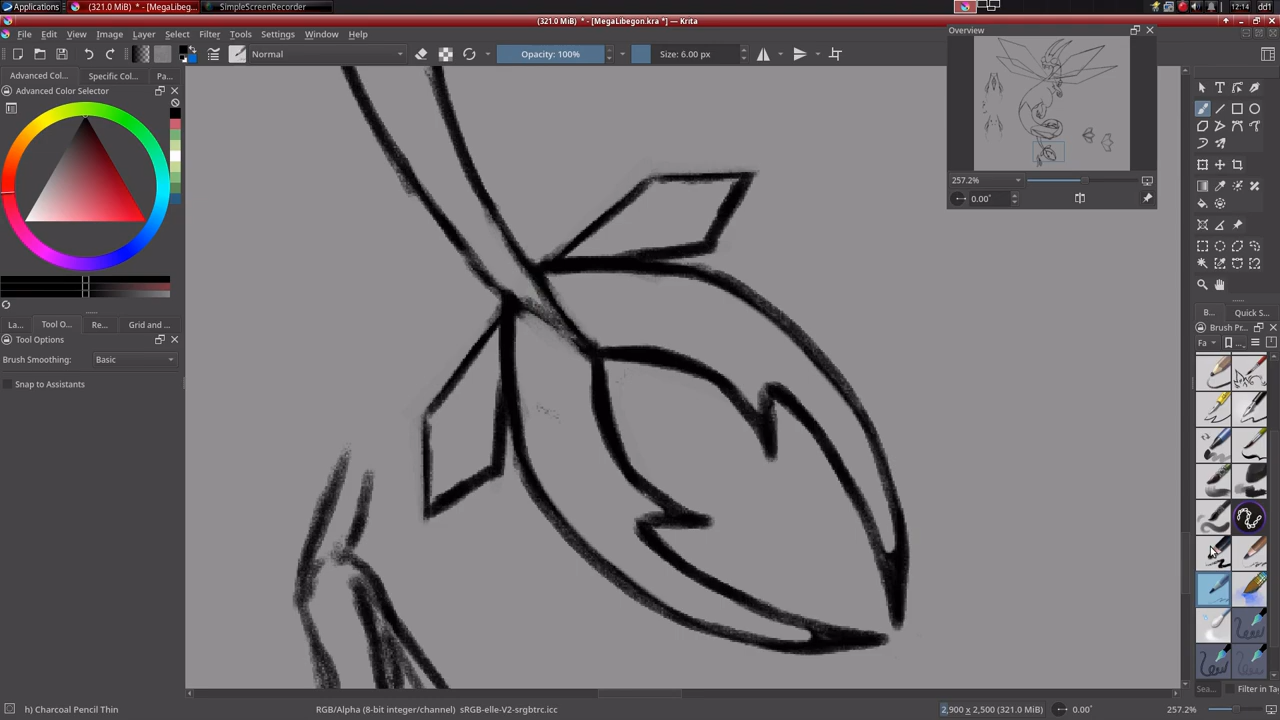 Applications
(321.0 MiB) * - [MegaLibeg...
SimpleScreenRecorder
12:14
dd1
(321.0 MiB) * - [MegaLibegon.kra *] — Krita
File Edit View Image Layer Select Filter Tools Settings Window Help
Normal
Opacity: 100%
Size: 6.00 px
Advanced Col...
Specific Col...
Pa...
Advanced Color Selector
La...
Tool O...
Re...
Grid and ...
Tool Options
Brush Smoothing:
Basic
Snap to Assistants
Overview
257.2%
0.00°
B...
Quick S...
Brush Pr...
Fa
...
Sea...
Filter in Ta
h) Charcoal Pencil Thin
RGB/Alpha (8-bit integer/channel) sRGB-elle-V2-srgbtrc.icc
2,900 x 2,500 (321.0 MiB)
0.00°
257.2%